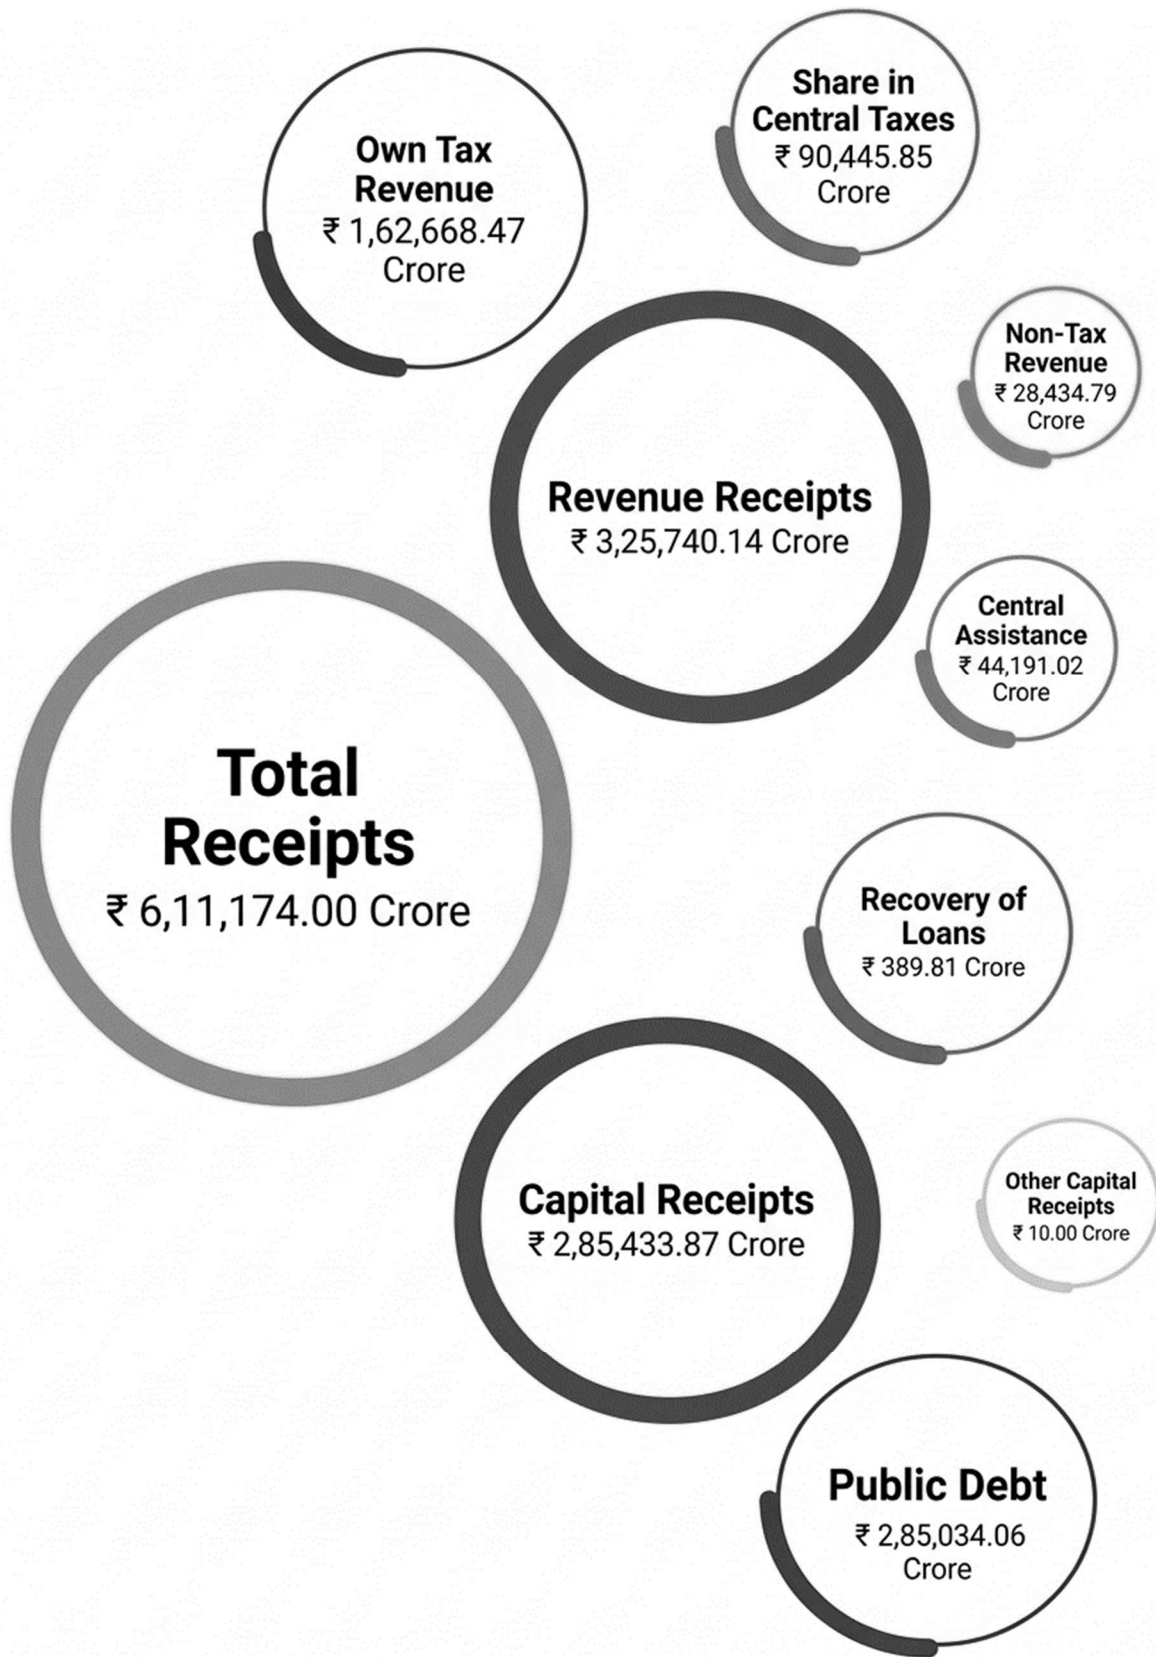 Share in
Central Taxes
₹ 90,445.85
Crore
Own Tax
Revenue
₹ 1,62,668.47
Crore
Non-Tax
Revenue
₹ 28,434.79
Crore
Revenue Receipts
₹ 3,25,740.14 Crore
Central
Assistance
₹ 44,191.02
Crore
Total
Receipts
₹ 6,11,174.00 Crore
Recovery of
Loans
₹ 389.81 Crore
Capital Receipts
₹ 2,85,433.87 Crore
Other Capital
Receipts
₹ 10.00 Crore
Public Debt
₹ 2,85,034.06
Crore